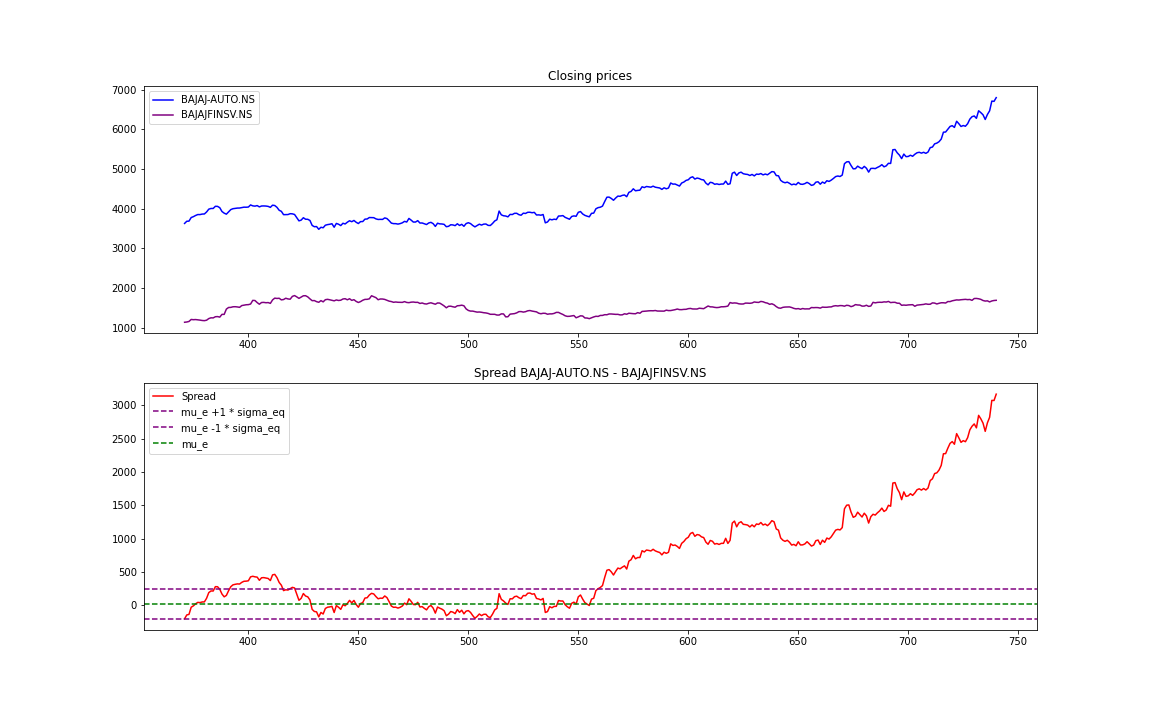 Closing prices
7000
6000
5000
4000
3000
2000
1000
BAJAJ-AUTO.NS
BAJAJFINSV.NS
400 450 500 550 600 650 700 750
Spread BAJAJ-AUTO.NS - BAJAJFINSV.NS
3000
2500
2000
1500
1000
500
0
Spread
mu_e +1 * sigma_eq
mu_e -1 * sigma_eq
mu_e
400 450 500 550 600 650 700 750